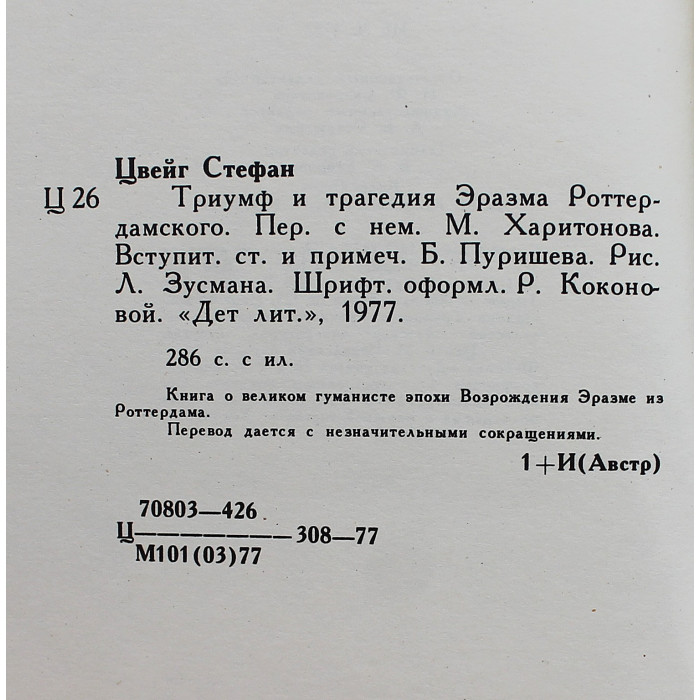 Цвейг Стефан
Ц 26 Триумф и трагедия Эразма Роттер-
дамского. Пер. с нем. М. Харитонова.
Вступит. ст. и примеч. Б. Пуришева. Рис.
Л. Зусмана. Шрифт. оформл. Р. Коконо-
вой. «Дет лит.», 1977.
286 с. с ил.
Книга о великом гуманисте эпохи Возрождения Эразме из
Роттердама.
Перевод дается с незначительными сокращениями.
1+И(Австр)
70803—426
Ц——————— 308—77
М101(03)77